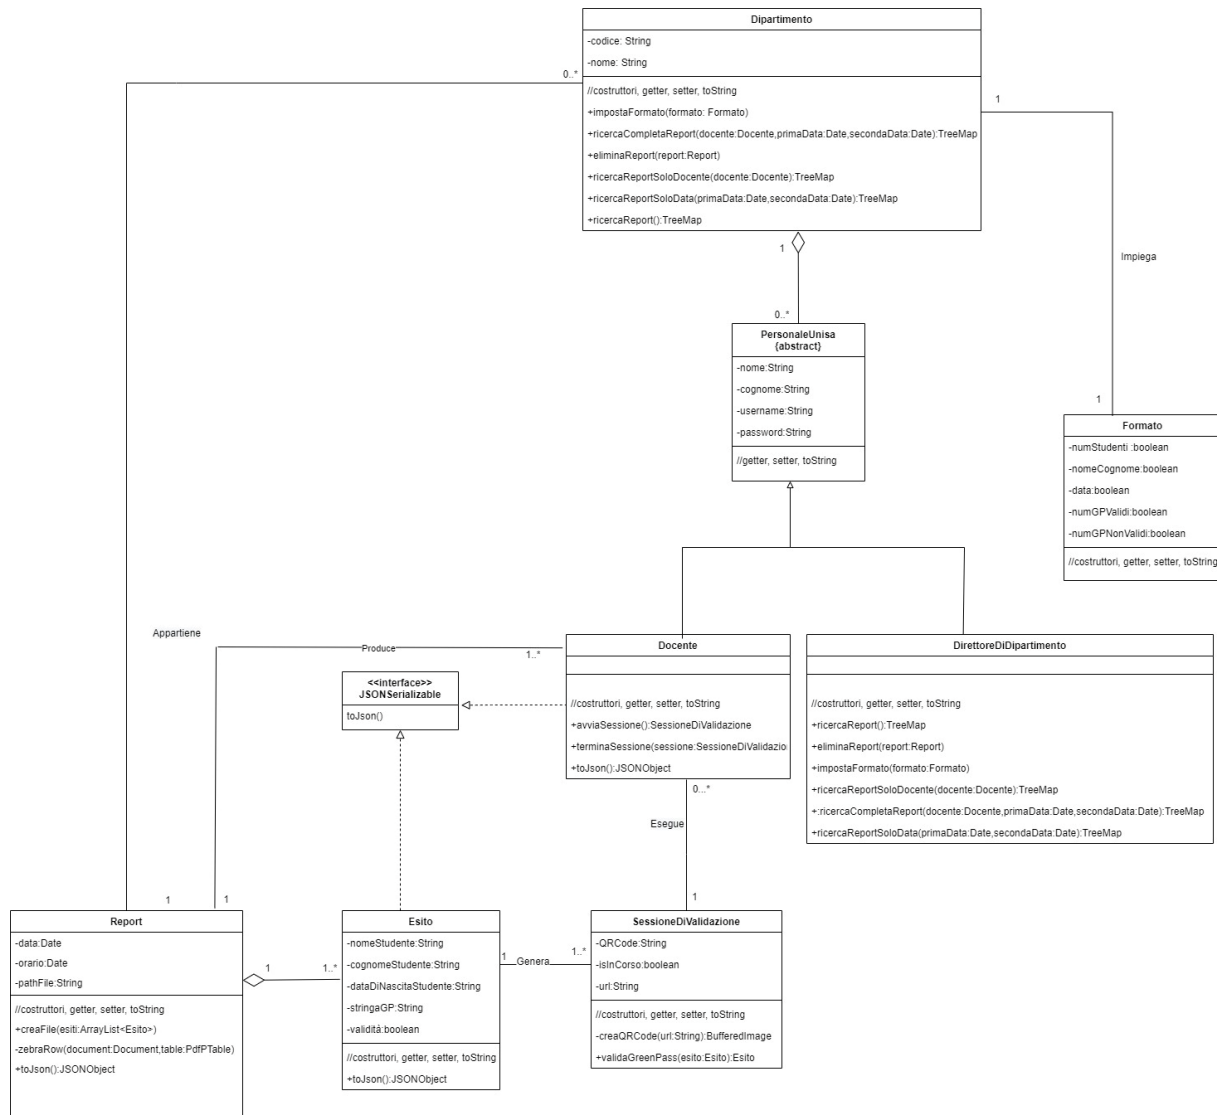 Dipartimento
-codice: String
-nome: String
//costruttori, getter, setter, toString
+impostaFormato(formato: Formato)
+ricercaCompletaReport(docente:Docente,primaData:Date,secondaData:Date):TreeMap
+eliminaReport(report:Report)
+ricercaReportSoloDocente(docente:Docente):TreeMap
+ricercaReportSoloData(primaData:Date,secondaData:Date):TreeMap
+ricercaReport():TreeMap
0..*
1
1
Impiega
0..*
1
PersonaleUnisa
{abstract}
-nome:String
-cognome:String
-username:String
-password:String
//getter, setter, toString
Formato
-numStudenti :boolean
-nomeCognome:boolean
-data:boolean
-numGPValidi:boolean
-numGPNonValidi:boolean
//costruttori, getter, setter, toString
Appartiene
Produce
1..*
<<interface>>
JSONSerializable
toJson()
Docente
//costruttori, getter, setter, toString
+avviaSessione():SessioneDiValidazione
+terminaSessione(sessione:SessioneDiValidazio
+toJson():JSONObject
DirettoreDiDipartimento
//costruttori, getter, setter, toString
+ricercaReport():TreeMap
+eliminaReport(report:Report)
+impostaFormato(formato:Formato)
+ricercaReportSoloDocente(docente:Docente):TreeMap
+:ricercaCompletaReport(docente:Docente,primaData:Date,secondaData:Date):TreeMap
+ricercaReportSoloData(primaData:Date,secondaData:Date):TreeMap
0..*
Esegue
1
1
1
Report
-data:Date
-orario:Date
-pathFile:String
//costruttori, getter, setter, toString
+creaFile(esiti:ArrayList<Esito>)
-zebraRow(document:Document,table:PdfPTable)
+toJson():JSONObject
1
1..*
Esito
-nomeStudente:String
-cognomeStudente:String
-dataDiNascitaStudente:String
-stringaGP:String
-validità:boolean
//costruttori, getter, setter, toString
+toJson():JSONObject
1
Genera
1..*
SessioneDiValidazione
-QRCode:String
-isInCorso:boolean
-url:String
//costruttori, getter, setter, toString
-creaQRCode(url:String):BufferedImage
+validaGreenPass(esito:Esito):Esito